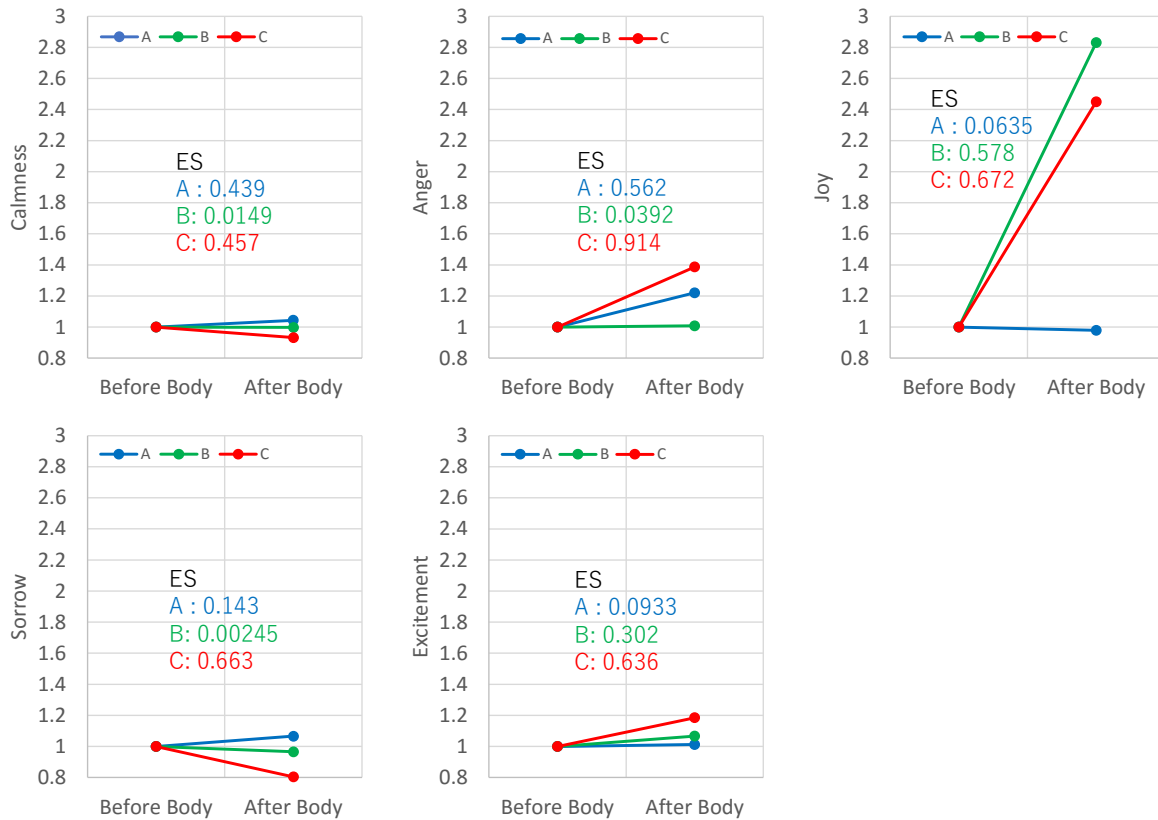 3
2.8
2.6
2.4
2.2
2
1.8
1.6
1.4
1.2
1
0.8
Calmness
A B C
ES
A : 0.439
B: 0.0149
C: 0.457
Before Body After Body
3
2.8
2.6
2.4
2.2
2
1.8
1.6
1.4
1.2
1
0.8
Anger
A B C
ES
A : 0.562
B: 0.0392
C: 0.914
Before Body After Body
3
2.8
2.6
2.4
2.2
2
1.8
1.6
1.4
1.2
1
0.8
Joy
A B C
ES
A : 0.0635
B: 0.578
C: 0.672
Before Body After Body
3
2.8
2.6
2.4
2.2
2
1.8
1.6
1.4
1.2
1
0.8
Sorrow
A B C
ES
A : 0.143
B: 0.00245
C: 0.663
Before Body After Body
3
2.8
2.6
2.4
2.2
2
1.8
1.6
1.4
1.2
1
0.8
Excitement
A B C
ES
A : 0.0933
B: 0.302
C: 0.636
Before Body After Body